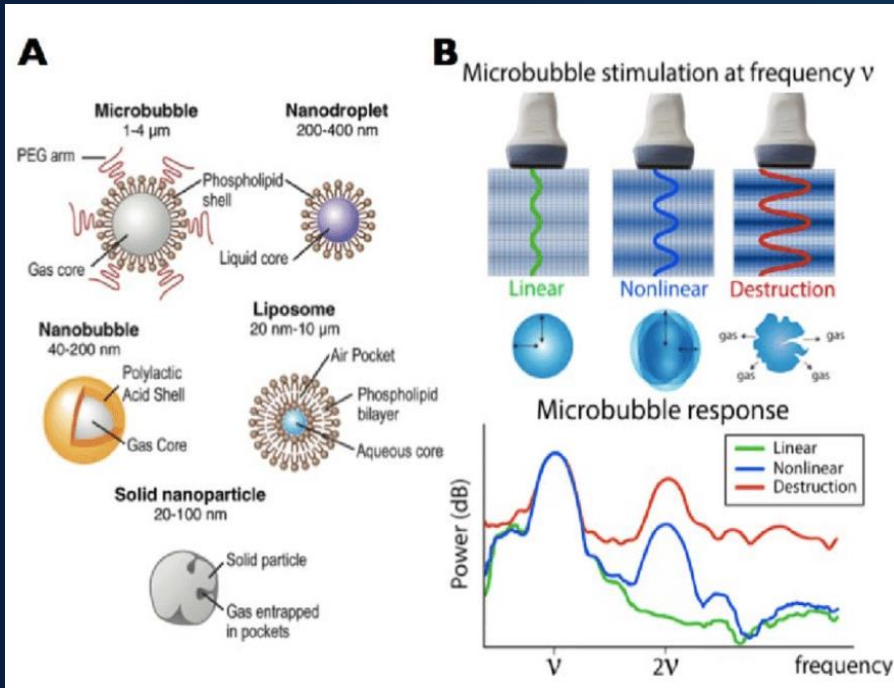 A
Microbubble
1-4 μm
PEG arm
Phospholipid
shell
Gas core
Nanodroplet
200-400 nm
Liquid core
Nanobubble
40-200 nm
Polylactic
Acid Shell
Gas Core
Liposome
20 nm-10 μm
Air Pocket
Phospholipid
bilayer
Aqueous core
Solid nanoparticle
20-100 nm
Solid particle
Gas entrapped
in pockets
B
Microbubble stimulation at frequency ν
Linear
Nonlinear
Destruction
gas
gas
gas
gas
Microbubble response
Power (dB)
Linear
Nonlinear
Destruction
ν
2ν
frequency